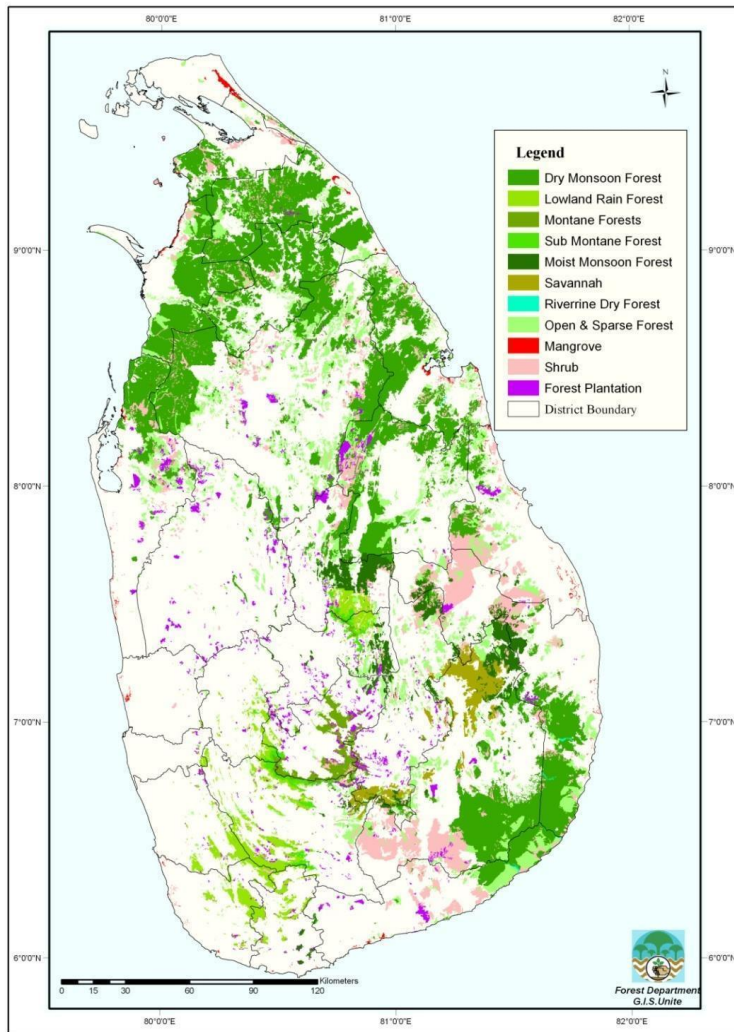 80°0'0"E 81°0'0"E 82°0'0"E
N
Legend
Dry Monsoon Forest
Lowland Rain Forest
Montane Forests
Sub Montane Forest
Moist Monsoon Forest
Savannah
Riverrine Dry Forest
Open & Sparse Forest
Mangrove
Shrub
Forest Plantation
District Boundary
9°0'0"N 9°0'0"N
8°0'0"N 8°0'0"N
7°0'0"N 7°0'0"N
6°0'0"N 6°0'0"N
Kilometers
0 15 30 60 90 120
Forest Department
G.I.S.Unite
80°0'0"E 81°0'0"E 82°0'0"E